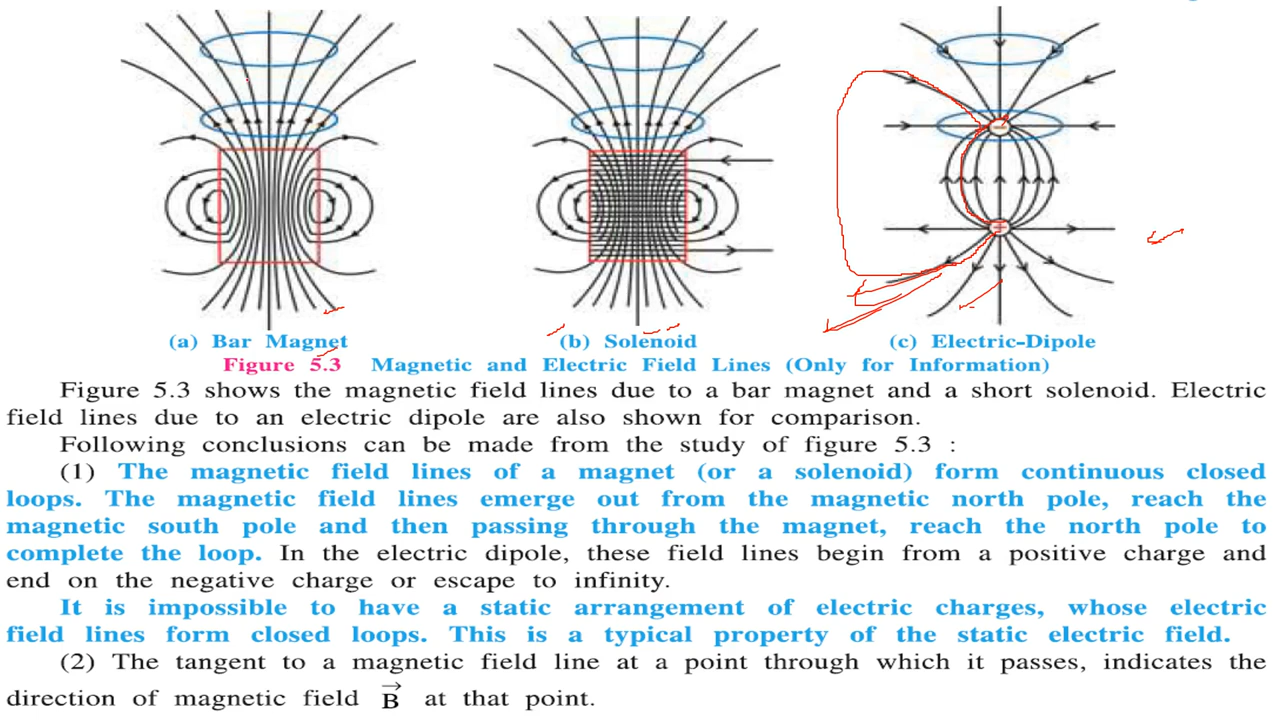 (a) Bar Magnet (b) Solenoid (c) Electric-Dipole
Figure 5.3 Magnetic and Electric Field Lines (Only for Information)
Figure 5.3 shows the magnetic field lines due to a bar magnet and a short solenoid. Electric
field lines due to an electric dipole are also shown for comparison.
Following conclusions can be made from the study of figure 5.3 :
(1) The magnetic field lines of a magnet (or a solenoid) form continuous closed
loops. The magnetic field lines emerge out from the magnetic north pole, reach the
magnetic south pole and then passing through the magnet, reach the north pole to
complete the loop. In the electric dipole, these field lines begin from a positive charge and
end on the negative charge or escape to infinity.
It is impossible to have a static arrangement of electric charges, whose electric
field lines form closed loops. This is a typical property of the static electric field.
(2) The tangent to a magnetic field line at a point through which it passes, indicates the
direction of magnetic field B⃗ at that point.